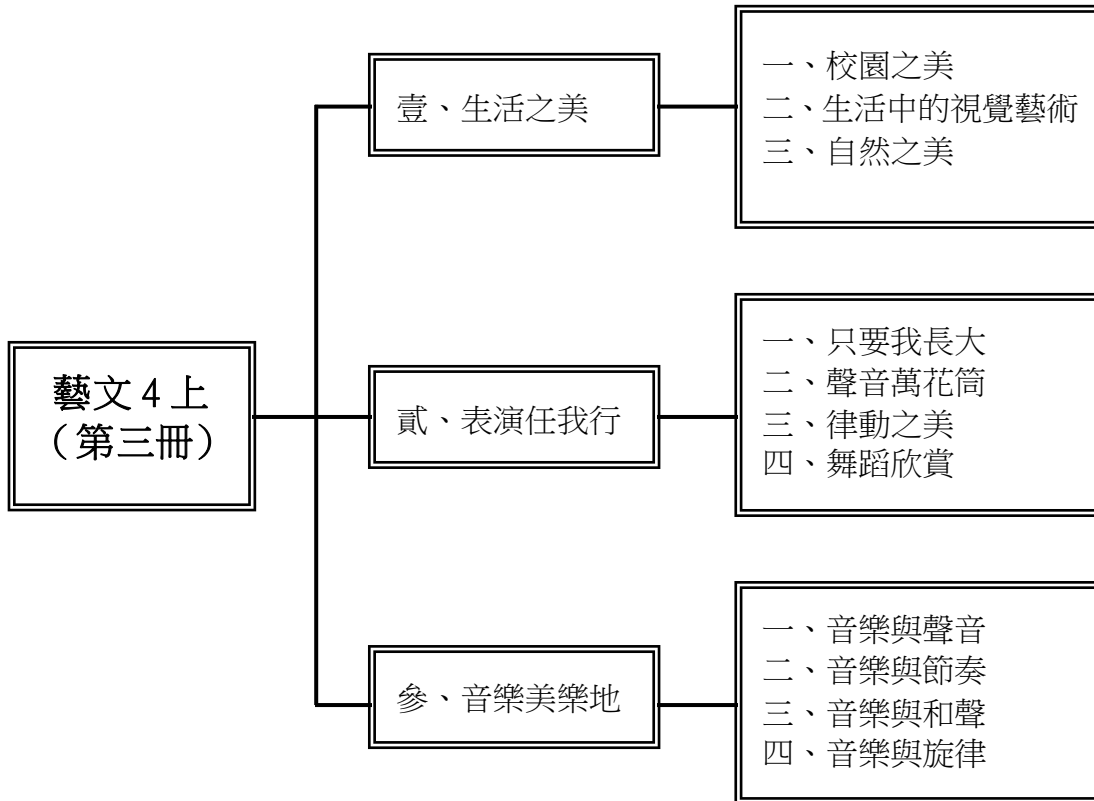 壹、生活之美
一、校園之美
二、生活中的視覺藝術
三、自然之美
藝文4上
（第三冊）
貳、表演任我行
一、只要我長大
二、聲音萬花筒
三、律動之美
四、舞蹈欣賞
參、音樂美樂地
一、音樂與聲音
二、音樂與節奏
三、音樂與和聲
四、音樂與旋律